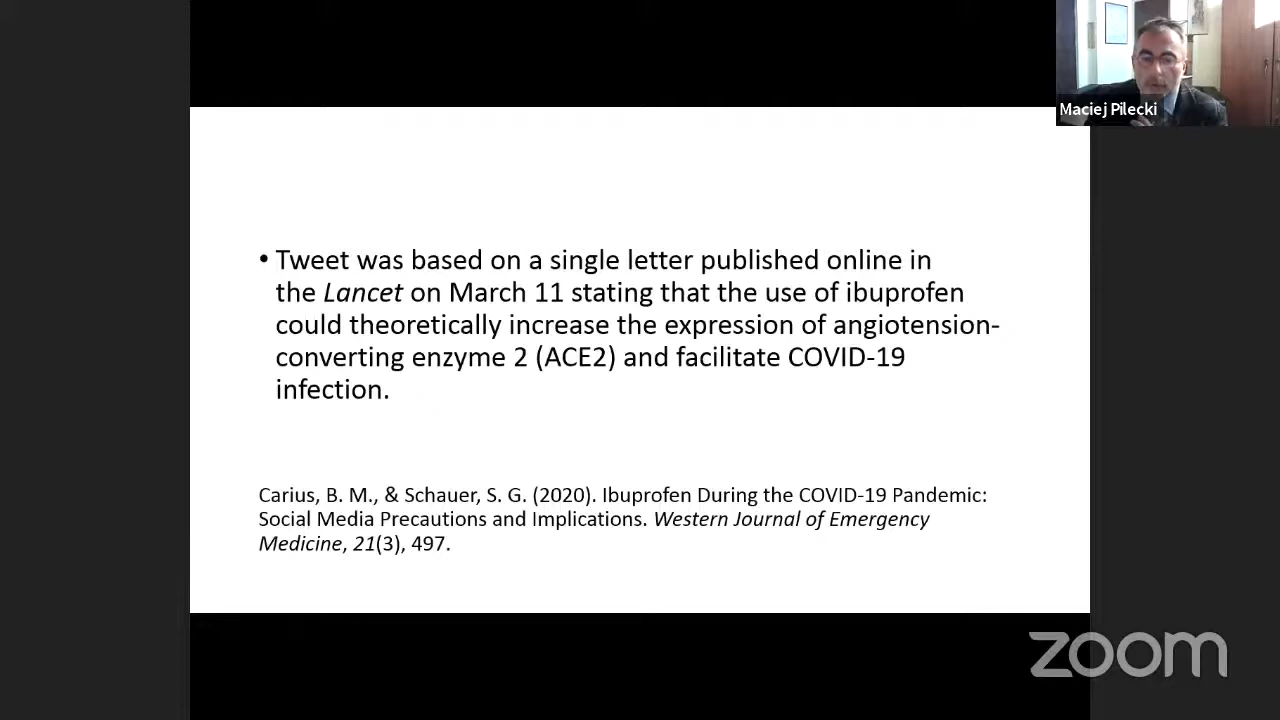 Maciej Pilecki
• Tweet was based on a single letter published online in
the Lancet on March 11 stating that the use of ibuprofen
could theoretically increase the expression of angiotension-
converting enzyme 2 (ACE2) and facilitate COVID-19
infection.
Carius, B. M., & Schauer, S. G. (2020). Ibuprofen During the COVID-19 Pandemic:
Social Media Precautions and Implications. Western Journal of Emergency
Medicine, 21(3), 497.
zoom